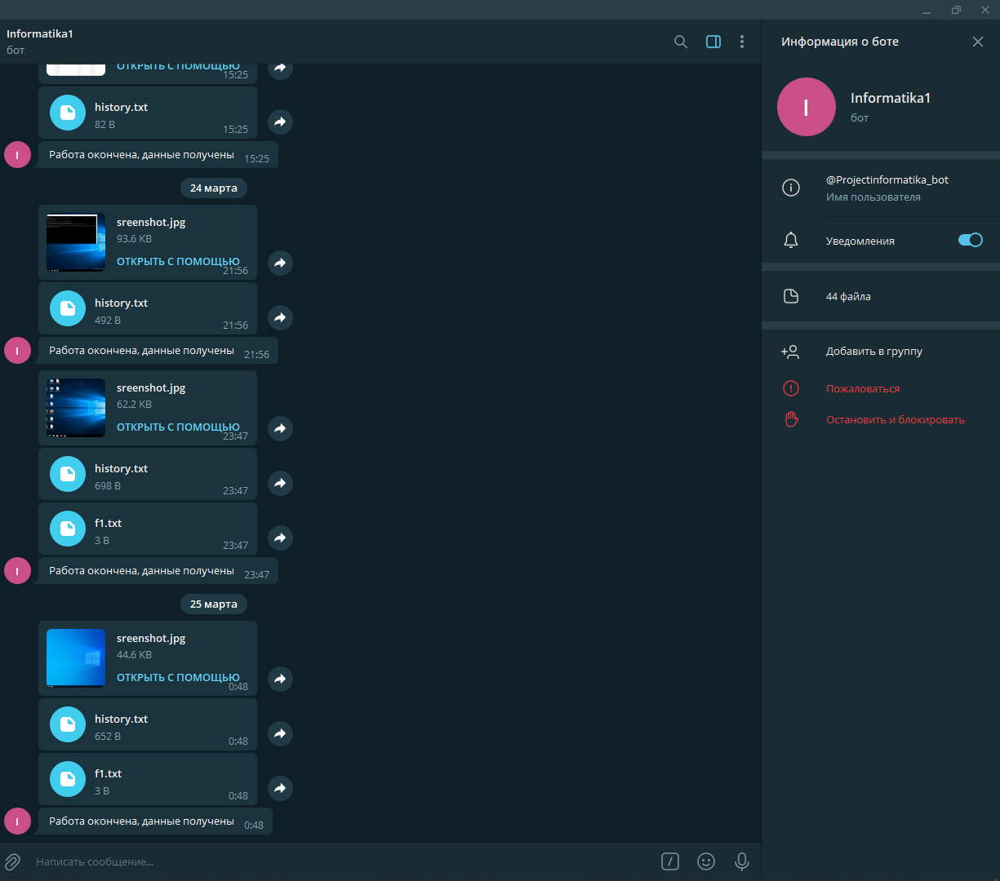 Informatika1
бот
ОТКРЫТЬ С ПОМОЩЬЮ
15:25
history.txt
82 B
15:25
I
Работа окончена, данные получены
15:25
24 марта
sreenshot.jpg
93.6 KB
ОТКРЫТЬ С ПОМОЩЬЮ
21:56
history.txt
492 B
21:56
I
Работа окончена, данные получены
21:56
sreenshot.jpg
62.2 KB
ОТКРЫТЬ С ПОМОЩЬЮ
23:47
history.txt
698 B
23:47
f1.txt
3 B
23:47
I
Работа окончена, данные получены
23:47
25 марта
sreenshot.jpg
44.6 KB
ОТКРЫТЬ С ПОМОЩЬЮ
0:48
history.txt
652 B
0:48
f1.txt
3 B
0:48
I
Работа окончена, данные получены
0:48
Написать сообщение...
Информация о боте
I
Informatika1
бот
@Projectinformatika_bot
Имя пользователя
Уведомления
44 файла
Добавить в группу
Пожаловаться
Остановить и блокировать